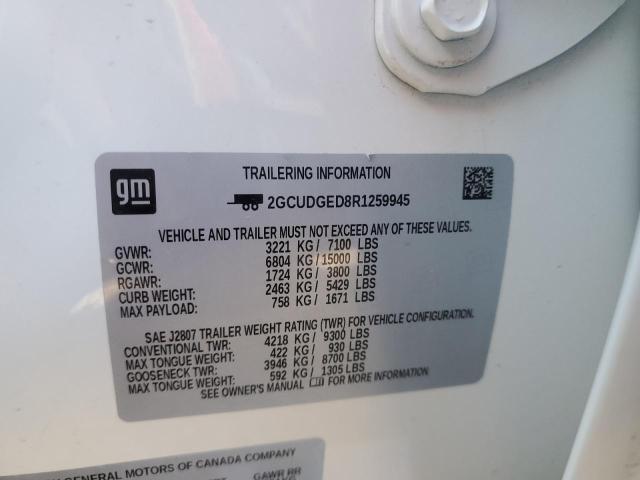 gm
TRAILERING INFORMATION
2GCUDGED8R1259945
VEHICLE AND TRAILER MUST NOT EXCEED ANY OF THESE VALUES.
GVWR: 3221 KG / 7100 LBS
GCWR: 6804 KG / 15000 LBS
RGAWR: 1724 KG / 3800 LBS
CURB WEIGHT: 2463 KG / 5429 LBS
MAX PAYLOAD: 758 KG / 1671 LBS
SAE J2807 TRAILER WEIGHT RATING (TWR) FOR VEHICLE CONFIGURATION.
CONVENTIONAL TWR: 4218 KG / 9300 LBS
MAX TONGUE WEIGHT: 422 KG / 930 LBS
GOOSENECK TWR: 3946 KG / 8700 LBS
MAX TONGUE WEIGHT: 592 KG / 1305 LBS
SEE OWNER'S MANUAL FOR MORE INFORMATION.
GENERAL MOTORS OF CANADA COMPANY
GAWR RR